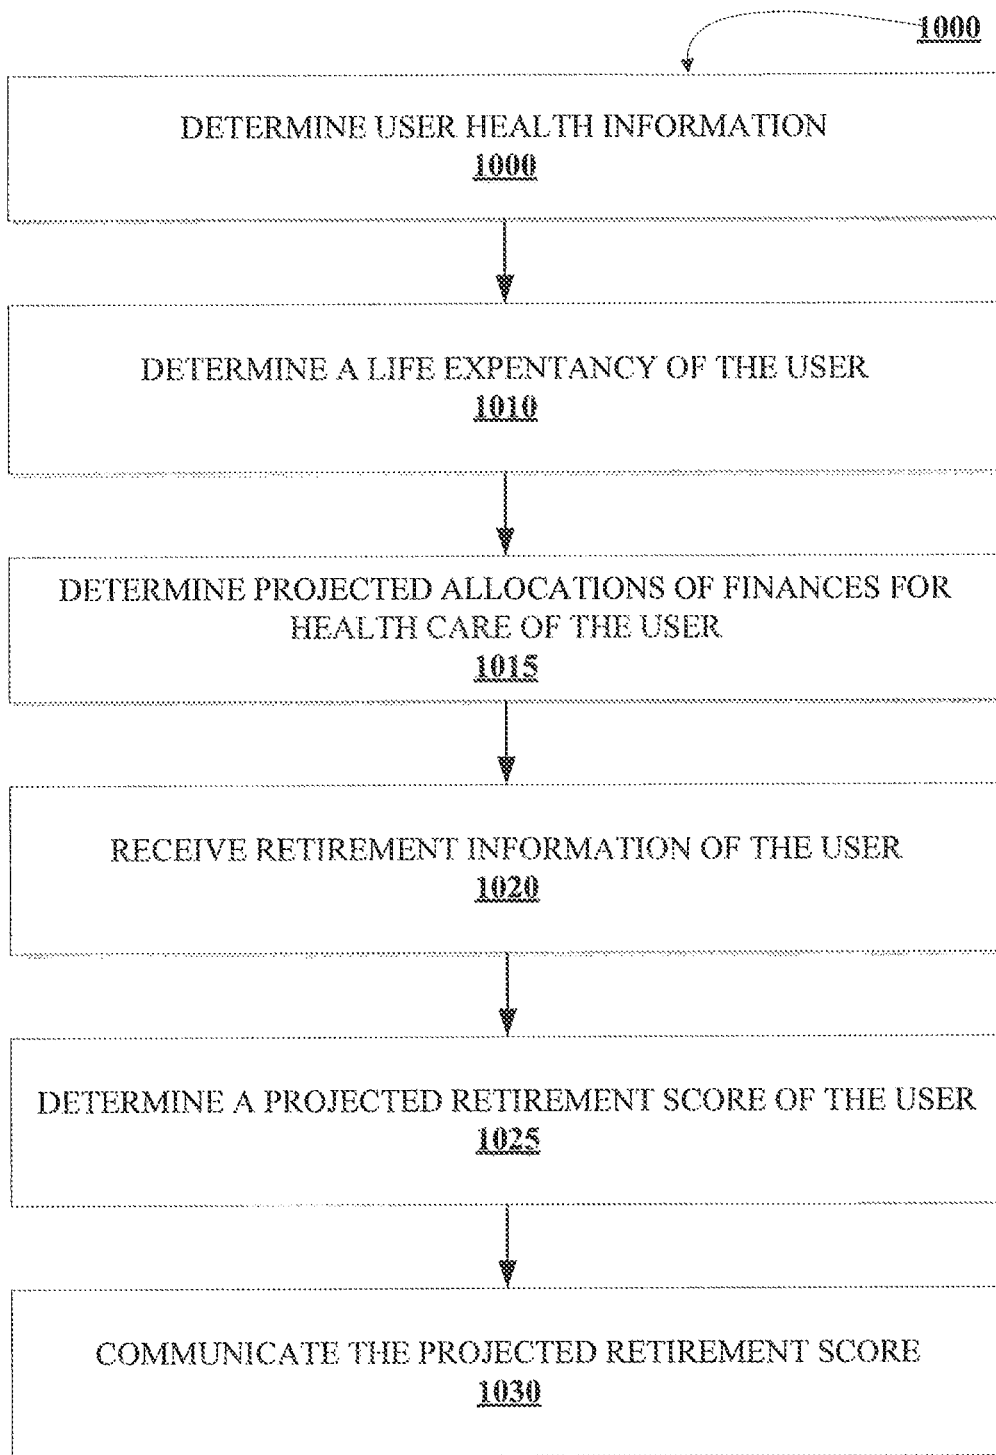 1000
DETERMINE USER HEALTH INFORMATION
1000
DETERMINE A LIFE EXPENTANCY OF THE USER
1010
DETERMINE PROJECTED ALLOCATIONS OF FINANCES FOR
HEALTH CARE OF THE USER
1015
RECEIVE RETIREMENT INFORMATION OF THE USER
1020
DETERMINE A PROJECTED RETIREMENT SCORE OF THE USER
1025
COMMUNICATE THE PROJECTED RETIREMENT SCORE
1030